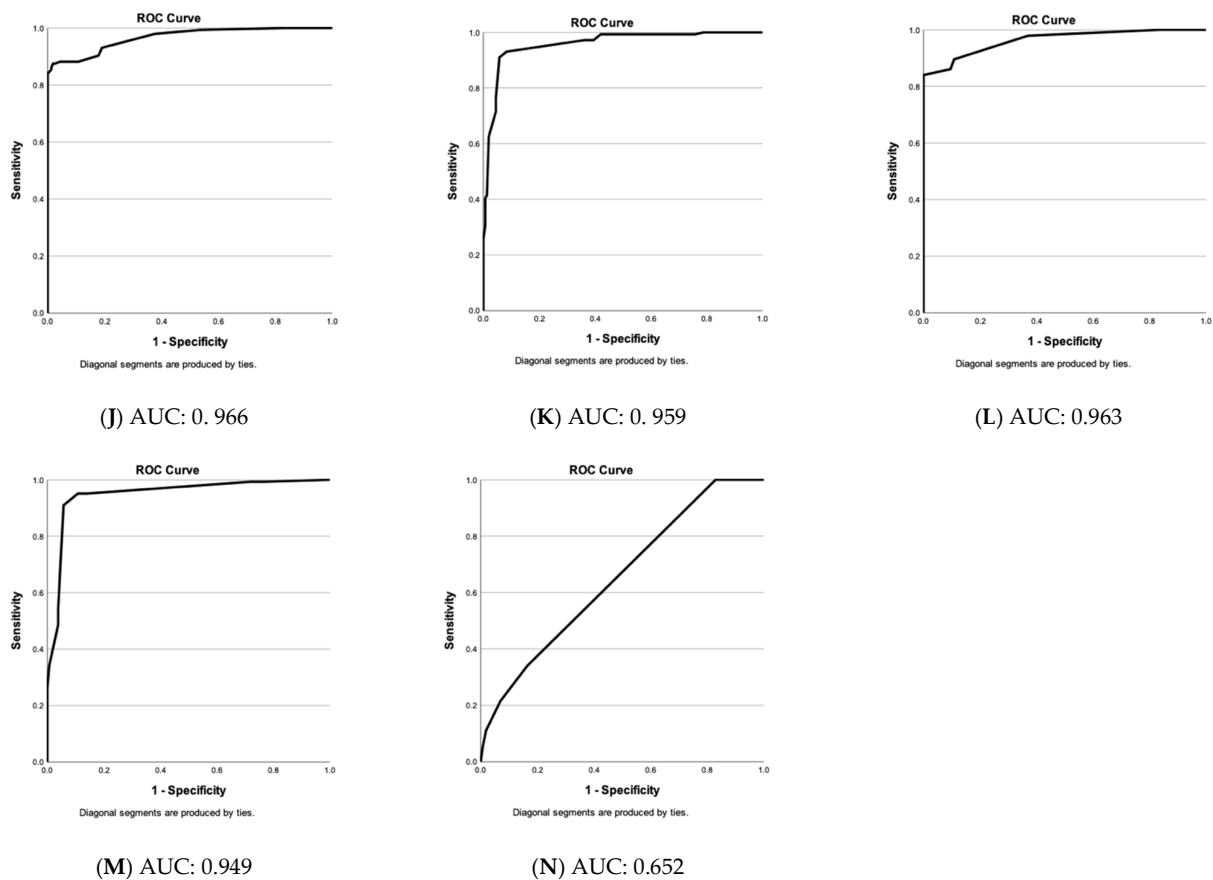 ROC Curve
1.0
0.8
0.6
0.4
0.2
0.0
Sensitivity
0.0 0.2 0.4 0.6 0.8 1.0
1 - Specificity
Diagonal segments are produced by ties.
(J) AUC: 0. 966
ROC Curve
1.0
0.8
0.6
0.4
0.2
0.0
Sensitivity
0.0 0.2 0.4 0.6 0.8 1.0
1 - Specificity
Diagonal segments are produced by ties.
(K) AUC: 0. 959
ROC Curve
1.0
0.8
0.6
0.4
0.2
0.0
Sensitivity
0.0 0.2 0.4 0.6 0.8 1.0
1 - Specificity
Diagonal segments are produced by ties.
(L) AUC: 0.963
ROC Curve
1.0
0.8
0.6
0.4
0.2
0.0
Sensitivity
0.0 0.2 0.4 0.6 0.8 1.0
1 - Specificity
Diagonal segments are produced by ties.
(M) AUC: 0.949
ROC Curve
1.0
0.8
0.6
0.4
0.2
0.0
Sensitivity
0.0 0.2 0.4 0.6 0.8 1.0
1 - Specificity
Diagonal segments are produced by ties.
(N) AUC: 0.652